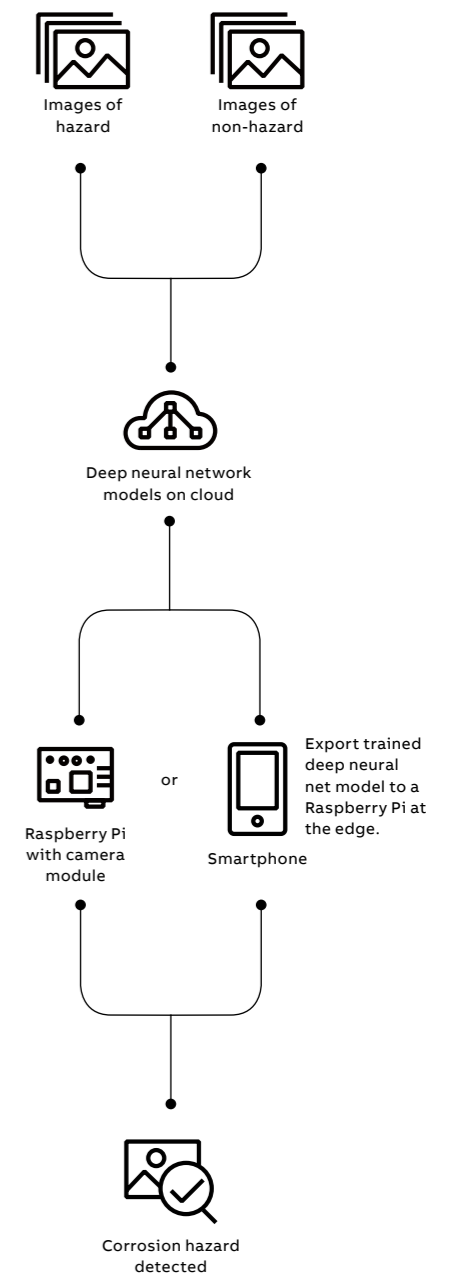 Images of
hazard
Images of
non-hazard
Deep neural network
models on cloud
Raspberry Pi
with camera
module
or
Smartphone
Export trained
deep neural
net model to a
Raspberry Pi at
the edge.
Corrosion hazard
detected